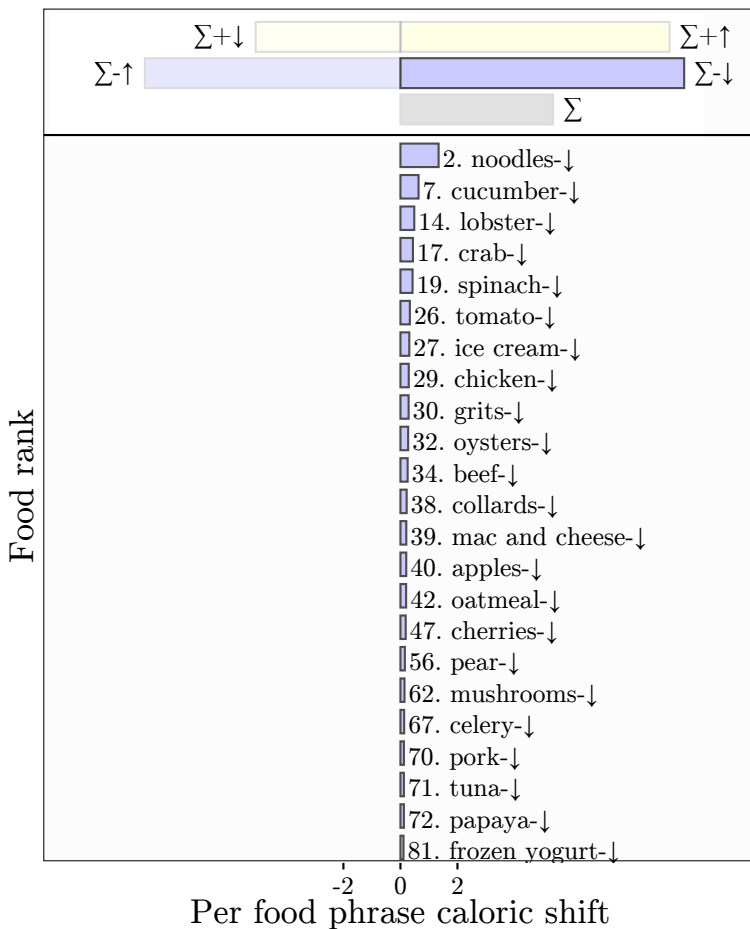 ∑+↓ ∑+↑
∑-↑ ∑-↓
∑
2. noodles-↓
7. cucumber-↓
14. lobster-↓
17. crab-↓
19. spinach-↓
26. tomato-↓
27. ice cream-↓
29. chicken-↓
30. grits-↓
32. oysters-↓
34. beef-↓
38. collards-↓
39. mac and cheese-↓
40. apples-↓
42. oatmeal-↓
47. cherries-↓
56. pear-↓
62. mushrooms-↓
67. celery-↓
70. pork-↓
71. tuna-↓
72. papaya-↓
81. frozen yogurt-↓
Food rank
-2 0 2
Per food phrase caloric shift